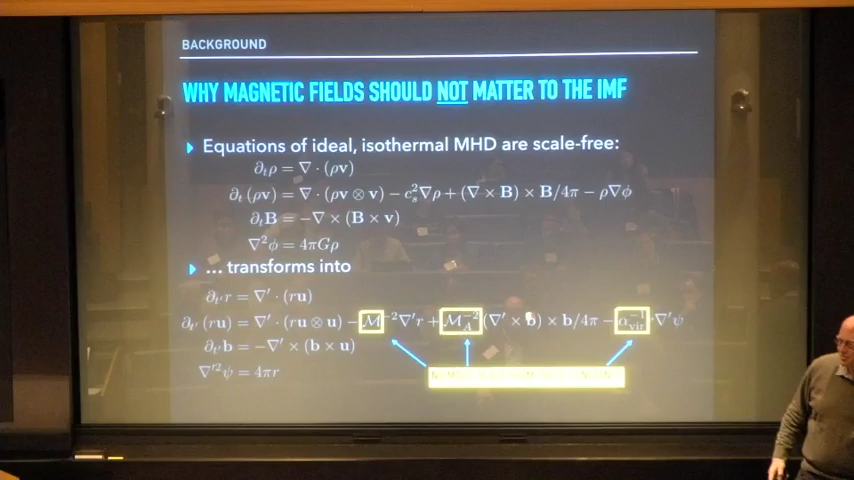 BACKGROUND
WHY MAGNETIC FIELDS SHOULD NOT MATTER TO THE IMF
Equations of ideal, isothermal MHD are scale-free:
∂ₜρ = ∇ · (ρv)
∂ₜ (ρv) = ∇ · (ρv ⊗ v) − cₛ²∇ρ + (∇ × B) × B/4π − ρ∇ϕ
∂ₜB = −∇ × (B × v)
∇²ϕ = 4πGρ
... transforms into
∂ₜ′r = ∇′ · (ru)
∂ₜ′ (ru) = ∇′ · (ru ⊗ u) − ℳ⁻²∇′r + ℳ_A⁻² (∇′ × b) × b/4π − α_vir⁻¹ r∇′ψ
∂ₜ′b = −∇′ × (b × u)
∇′²ψ = 4πr